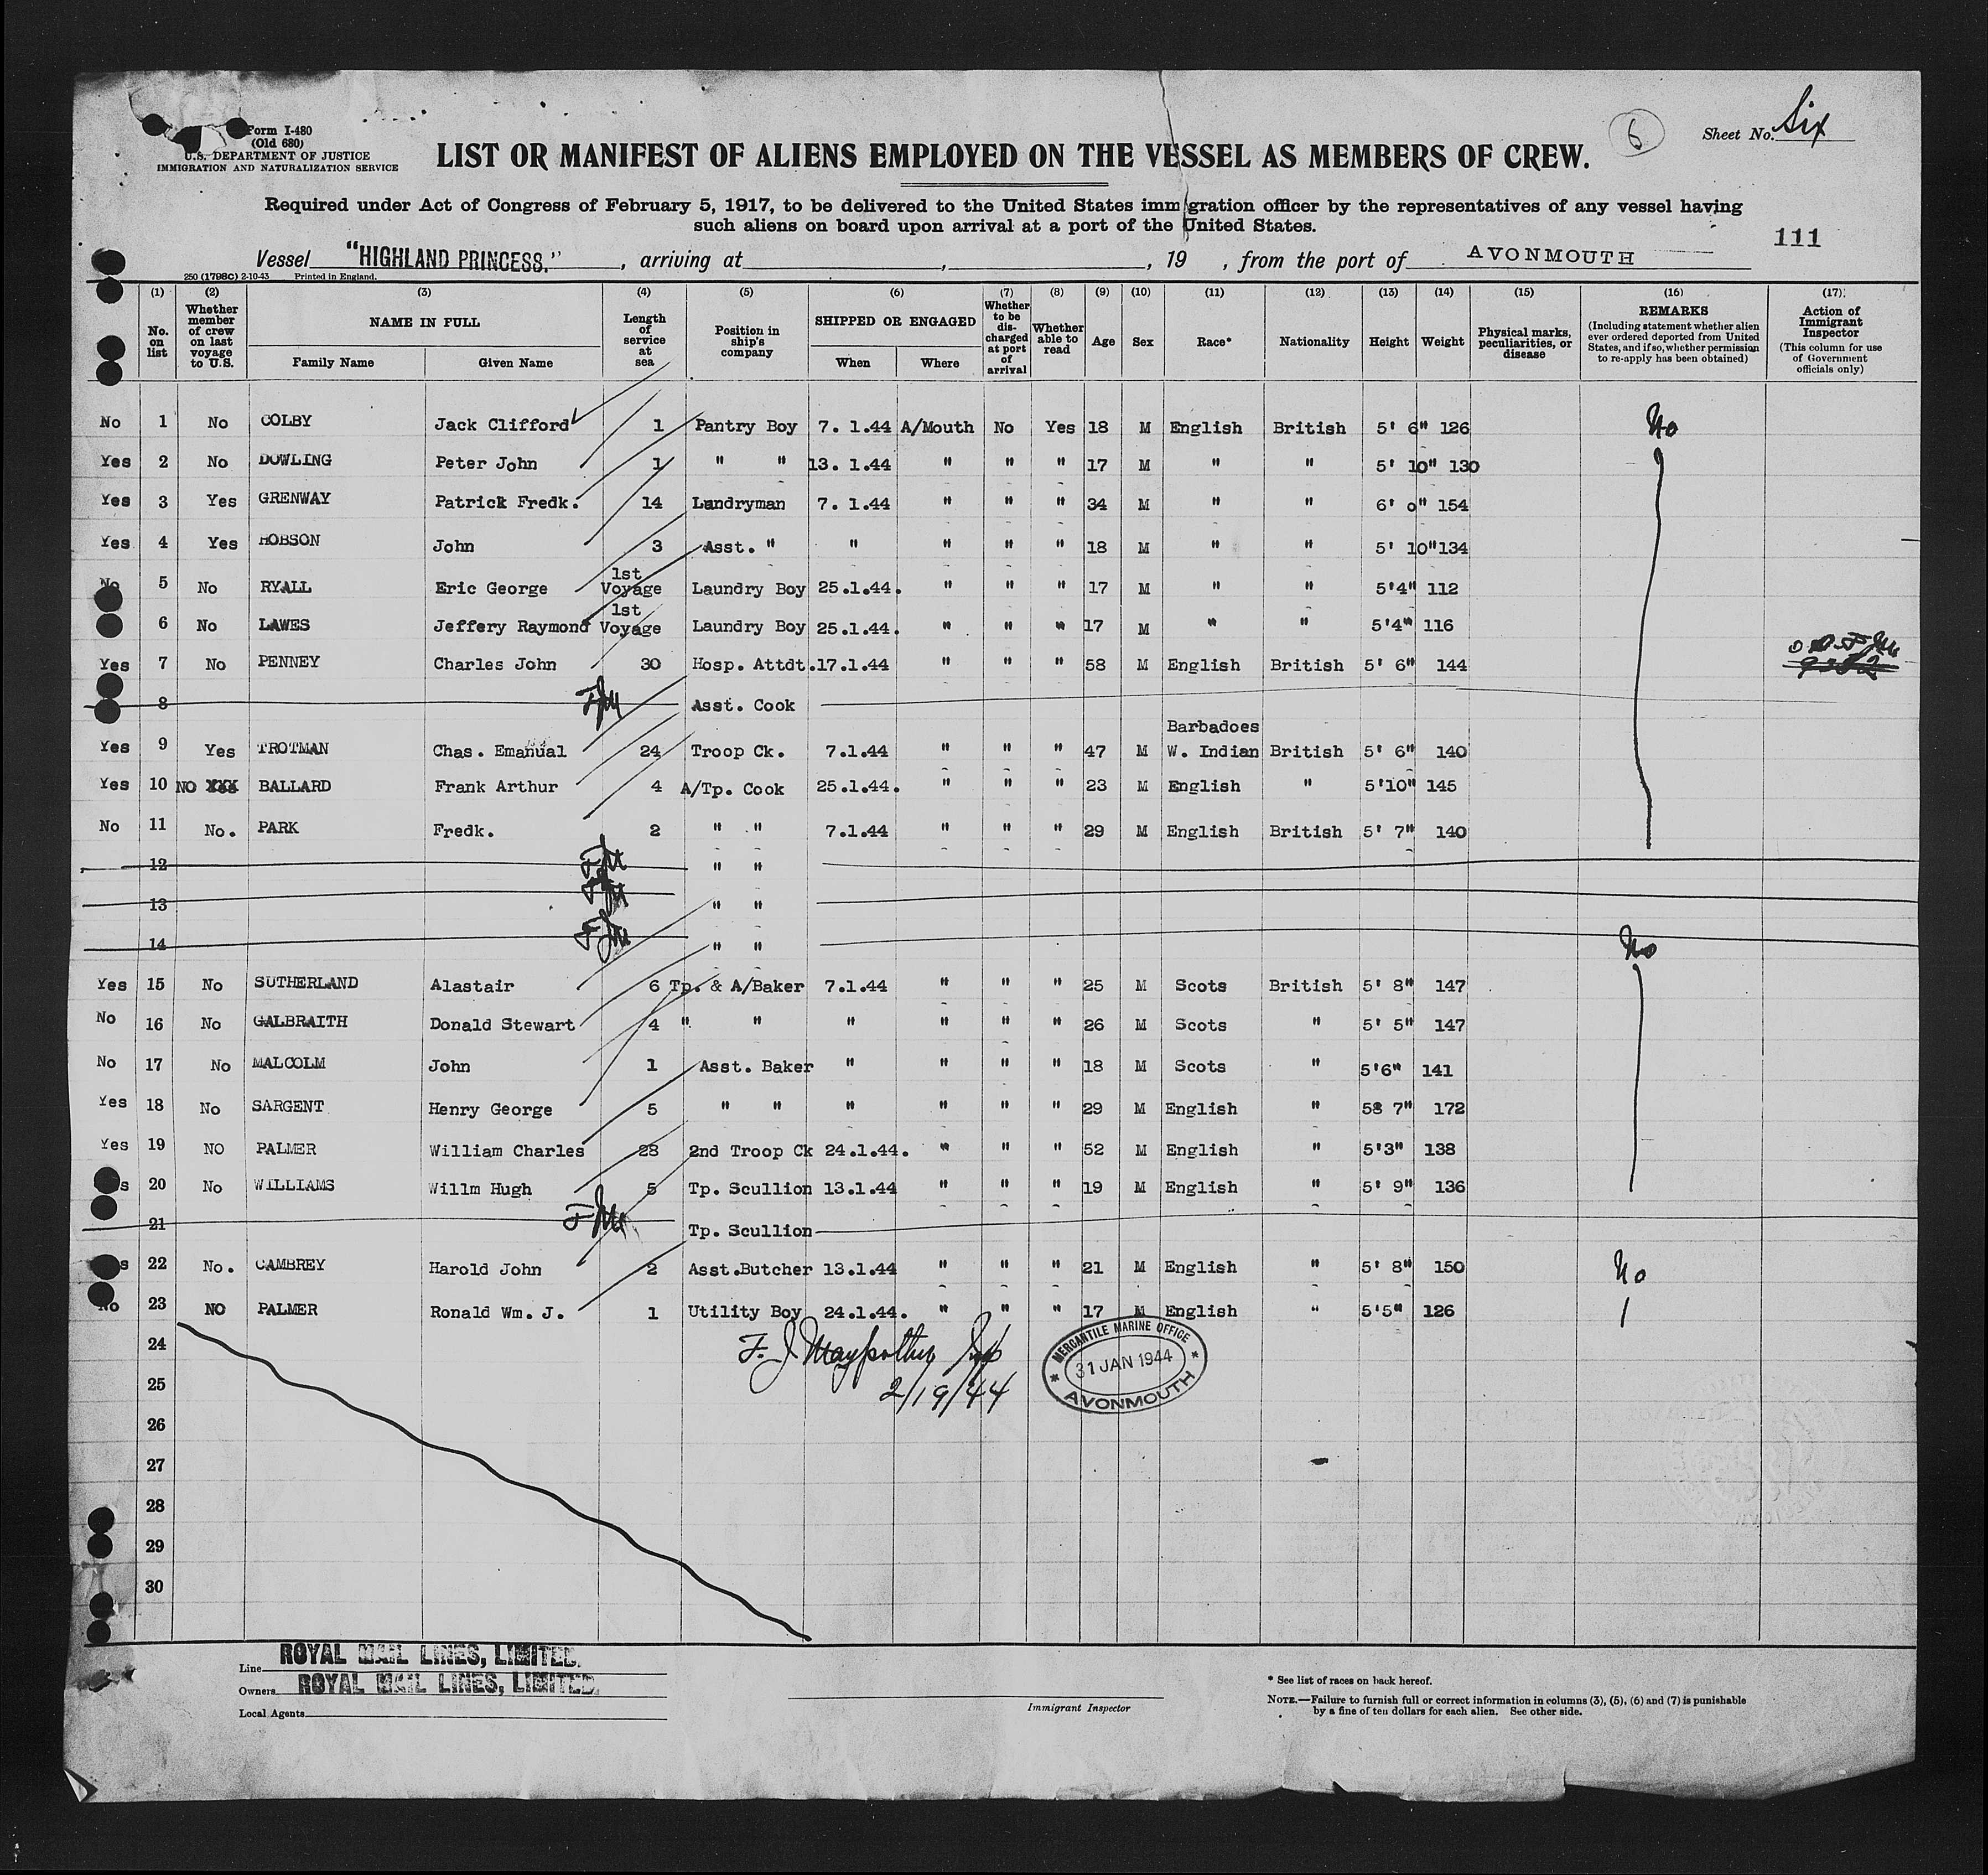 Form I-480
(Old 680)
U.S. DEPARTMENT OF JUSTICE
IMMIGRATION AND NATURALIZATION SERVICE
LIST OR MANIFEST OF ALIENS EMPLOYED ON THE VESSEL AS MEMBERS OF CREW.
6
Sheet No. Six
Required under Act of Congress of February 5, 1917, to be delivered to the United States immigration officer by the representatives of any vessel having
such aliens on board upon arrival at a port of the United States.
111
Vessel "HIGHLAND PRINCESS." , arriving at , , 19 , from the port of AVONMOUTH
250 (1798C) 2-10-43 Printed in England.
(1) (2) (3) (4) (5) (6) (7) (8) (9) (10) (11) (12) (13) (14) (15) (16) (17)
No. on list Whether member of crew on last voyage to U.S. NAME IN FULL Family Name Given Name Length of service at sea Position in ship's company SHIPPED OR ENGAGED When Where Whether to be dis-charged at port of arrival Whether able to read Age Sex Race* Nationality Height Weight Physical marks, peculiarities, or disease REMARKS (Including statement whether alien ever ordered deported from United States, and if so, whether permission to re-apply has been obtained) Action of Immigrant Inspector (This column for use of Government officials only)
No 1 No COLBY Jack Clifford 1 Pantry Boy 7. 1.44 A/Mouth No Yes 18 M English British 5' 6" 126 No
Yes 2 No DOWLING Peter John 1 " " 13. 1.44 " " " 17 M " " 5' 10" 130
Yes 3 Yes GRENWAY Patrick Fredk. 14 Lundryman 7. 1.44 " " " 34 M " " 6' 0" 154
Yes 4 Yes HOBSON John 3 Asst. " " " " " 18 M " " 5' 10" 134
No 5 No RYALL Eric George 1st Voyage Laundry Boy 25.1.44. " " " 17 M " " 5'4" 112
6 No LAWES Jeffery Raymond 1st Voyage Laundry Boy 25.1.44. " " " 17 M " " 5'4" 116
Yes 7 No PENNEY Charles John 30 Hosp. Attdt. 17.1.44 " " " 58 M English British 5' 6" 144
8 FJM Asst. Cook
Yes 9 Yes TROTMAN Chas. Emanual 24 Troop Ck. 7.1.44 " " " 47 M Barbadoes W. Indian British 5' 6" 140
Yes 10 NO BALLARD Frank Arthur 4 A/Tp. Cook 25.1.44. " " " 23 M English " 5'10" 145
No 11 No. PARK Fredk. 2 " " 7.1.44 " " " 29 M English British 5' 7" 140
12 FJM " "
13 FJM " "
14 FJM " " No
Yes 15 No SUTHERLAND Alastair 6 Tp. & A/Baker 7.1.44 " " " 25 M Scots British 5' 8" 147
No 16 No GALBRAITH Donald Stewart 4 " " " " " " 26 M Scots " 5' 5" 147
No 17 No MALCOLM John 1 Asst. Baker " " " " 18 M Scots " 5'6" 141
Yes 18 No SARGENT Henry George 5 " " " " " " 29 M English " 58 7" 172
Yes 19 NO PALMER William Charles 28 2nd Troop Ck 24.1.44. " " " 52 M English " 5'3" 138
s 20 No WILLIAMS Willm Hugh 5 Tp. Scullion 13.1.44 " " " 19 M English " 5' 9" 136
21 FJM Tp. Scullion
s 22 No. CAMBREY Harold John 2 Asst.Butcher 13.1.44 " " " 21 M English " 5' 8" 150 No
No 23 NO PALMER Ronald Wm. J. 1 Utility Boy 24.1.44. " " " 17 M English " 5'5" 126
24
25
26
27
28
29
30
F. J. Maypother Insp
2/19/44
MERCANTILE MARINE OFFICE
31 JAN 1944
AVONMOUTH
Line ROYAL MAIL LINES, LIMITED.
Owners ROYAL MAIL LINES, LIMITED.
Local Agents
Immigrant Inspector
* See list of races on back hereof.
NOTE.—Failure to furnish full or correct information in columns (3), (5), (6) and (7) is punishable
by a fine of ten dollars for each alien. See other side.